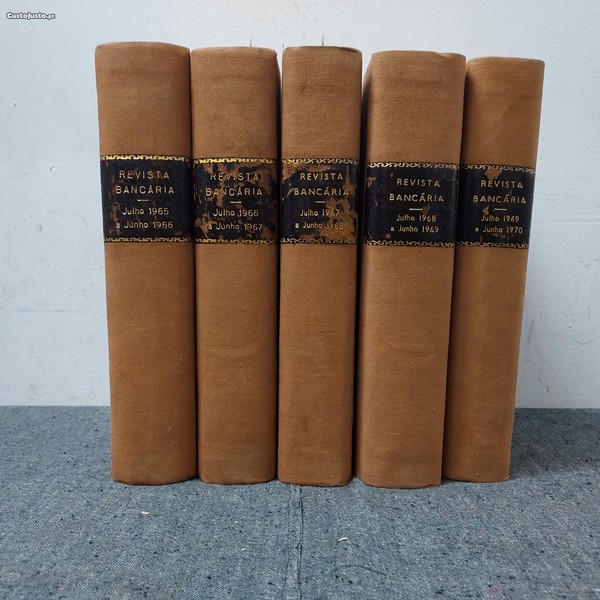 CustoJusto.pt
REVISTA
BANCÁRIA
Julho 1965
a Junho 1966
REVISTA
BANCÁRIA
Julho 1966
a Junho 1967
REVISTA
BANCÁRIA
Julho 1967
a Junho 1968
REVISTA
BANCÁRIA
Julho 1968
a Junho 1969
REVISTA
BANCÁRIA
Julho 1969
a Junho 1970